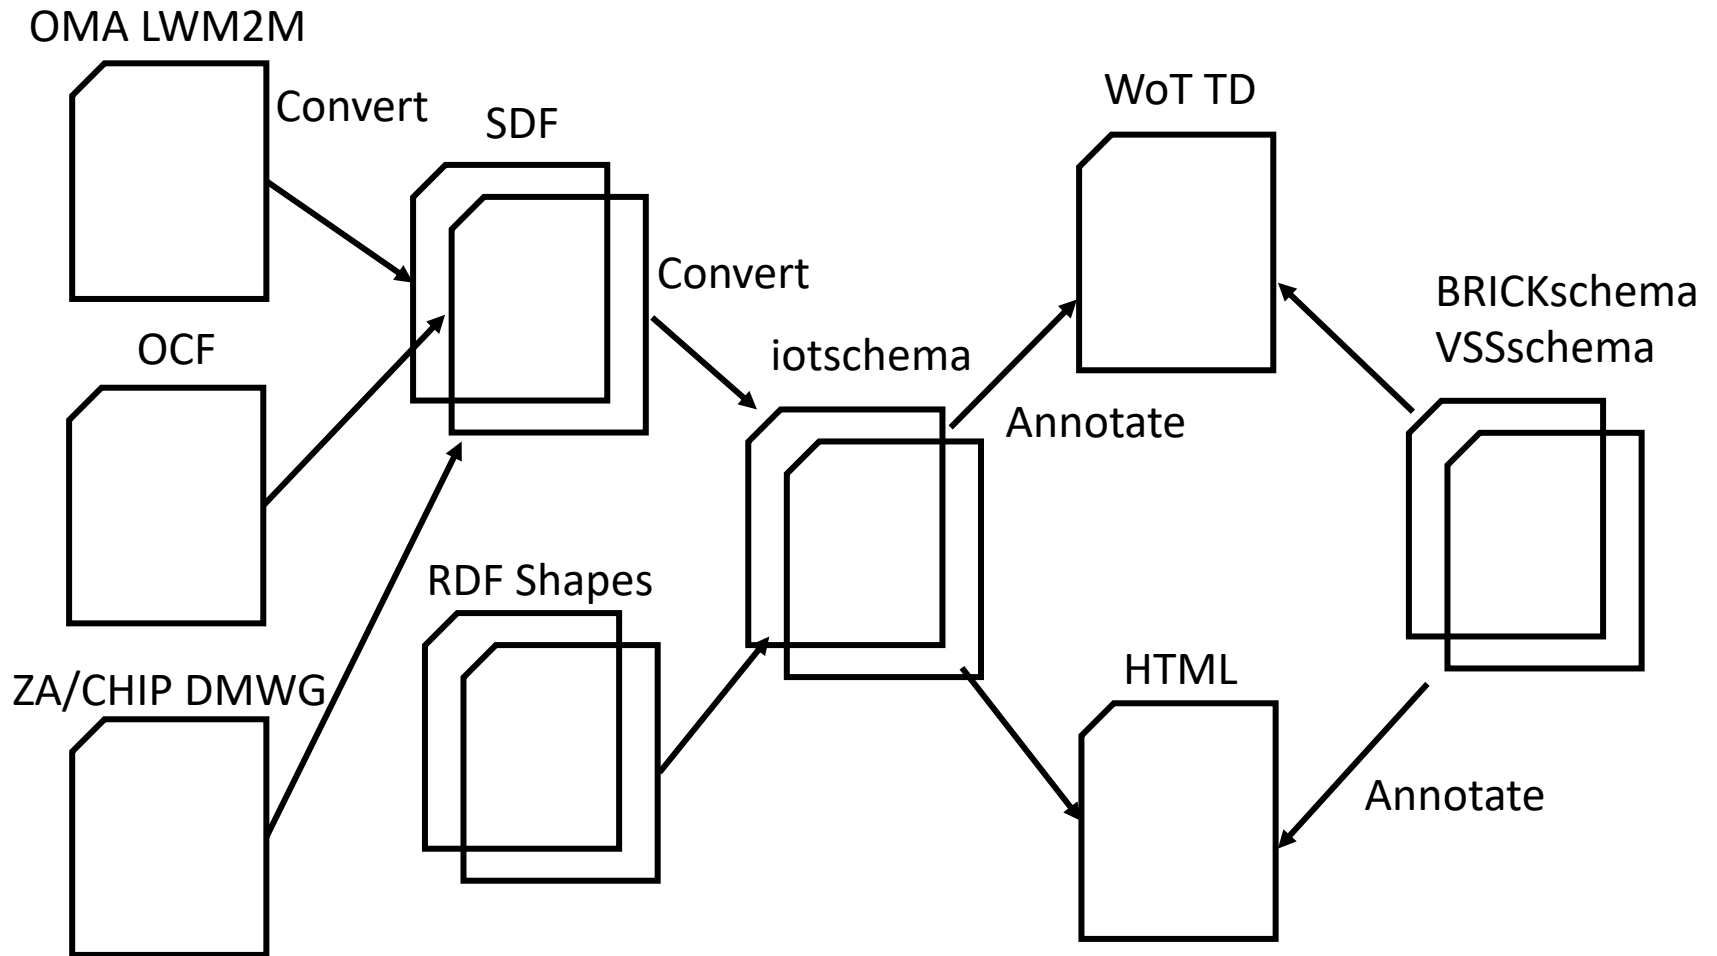 OMA LWM2M
Convert
SDF
WoT TD
Convert
BRICKschema
VSSschema
OCF
iotschema
Annotate
RDF Shapes
ZA/CHIP DMWG
HTML
Annotate